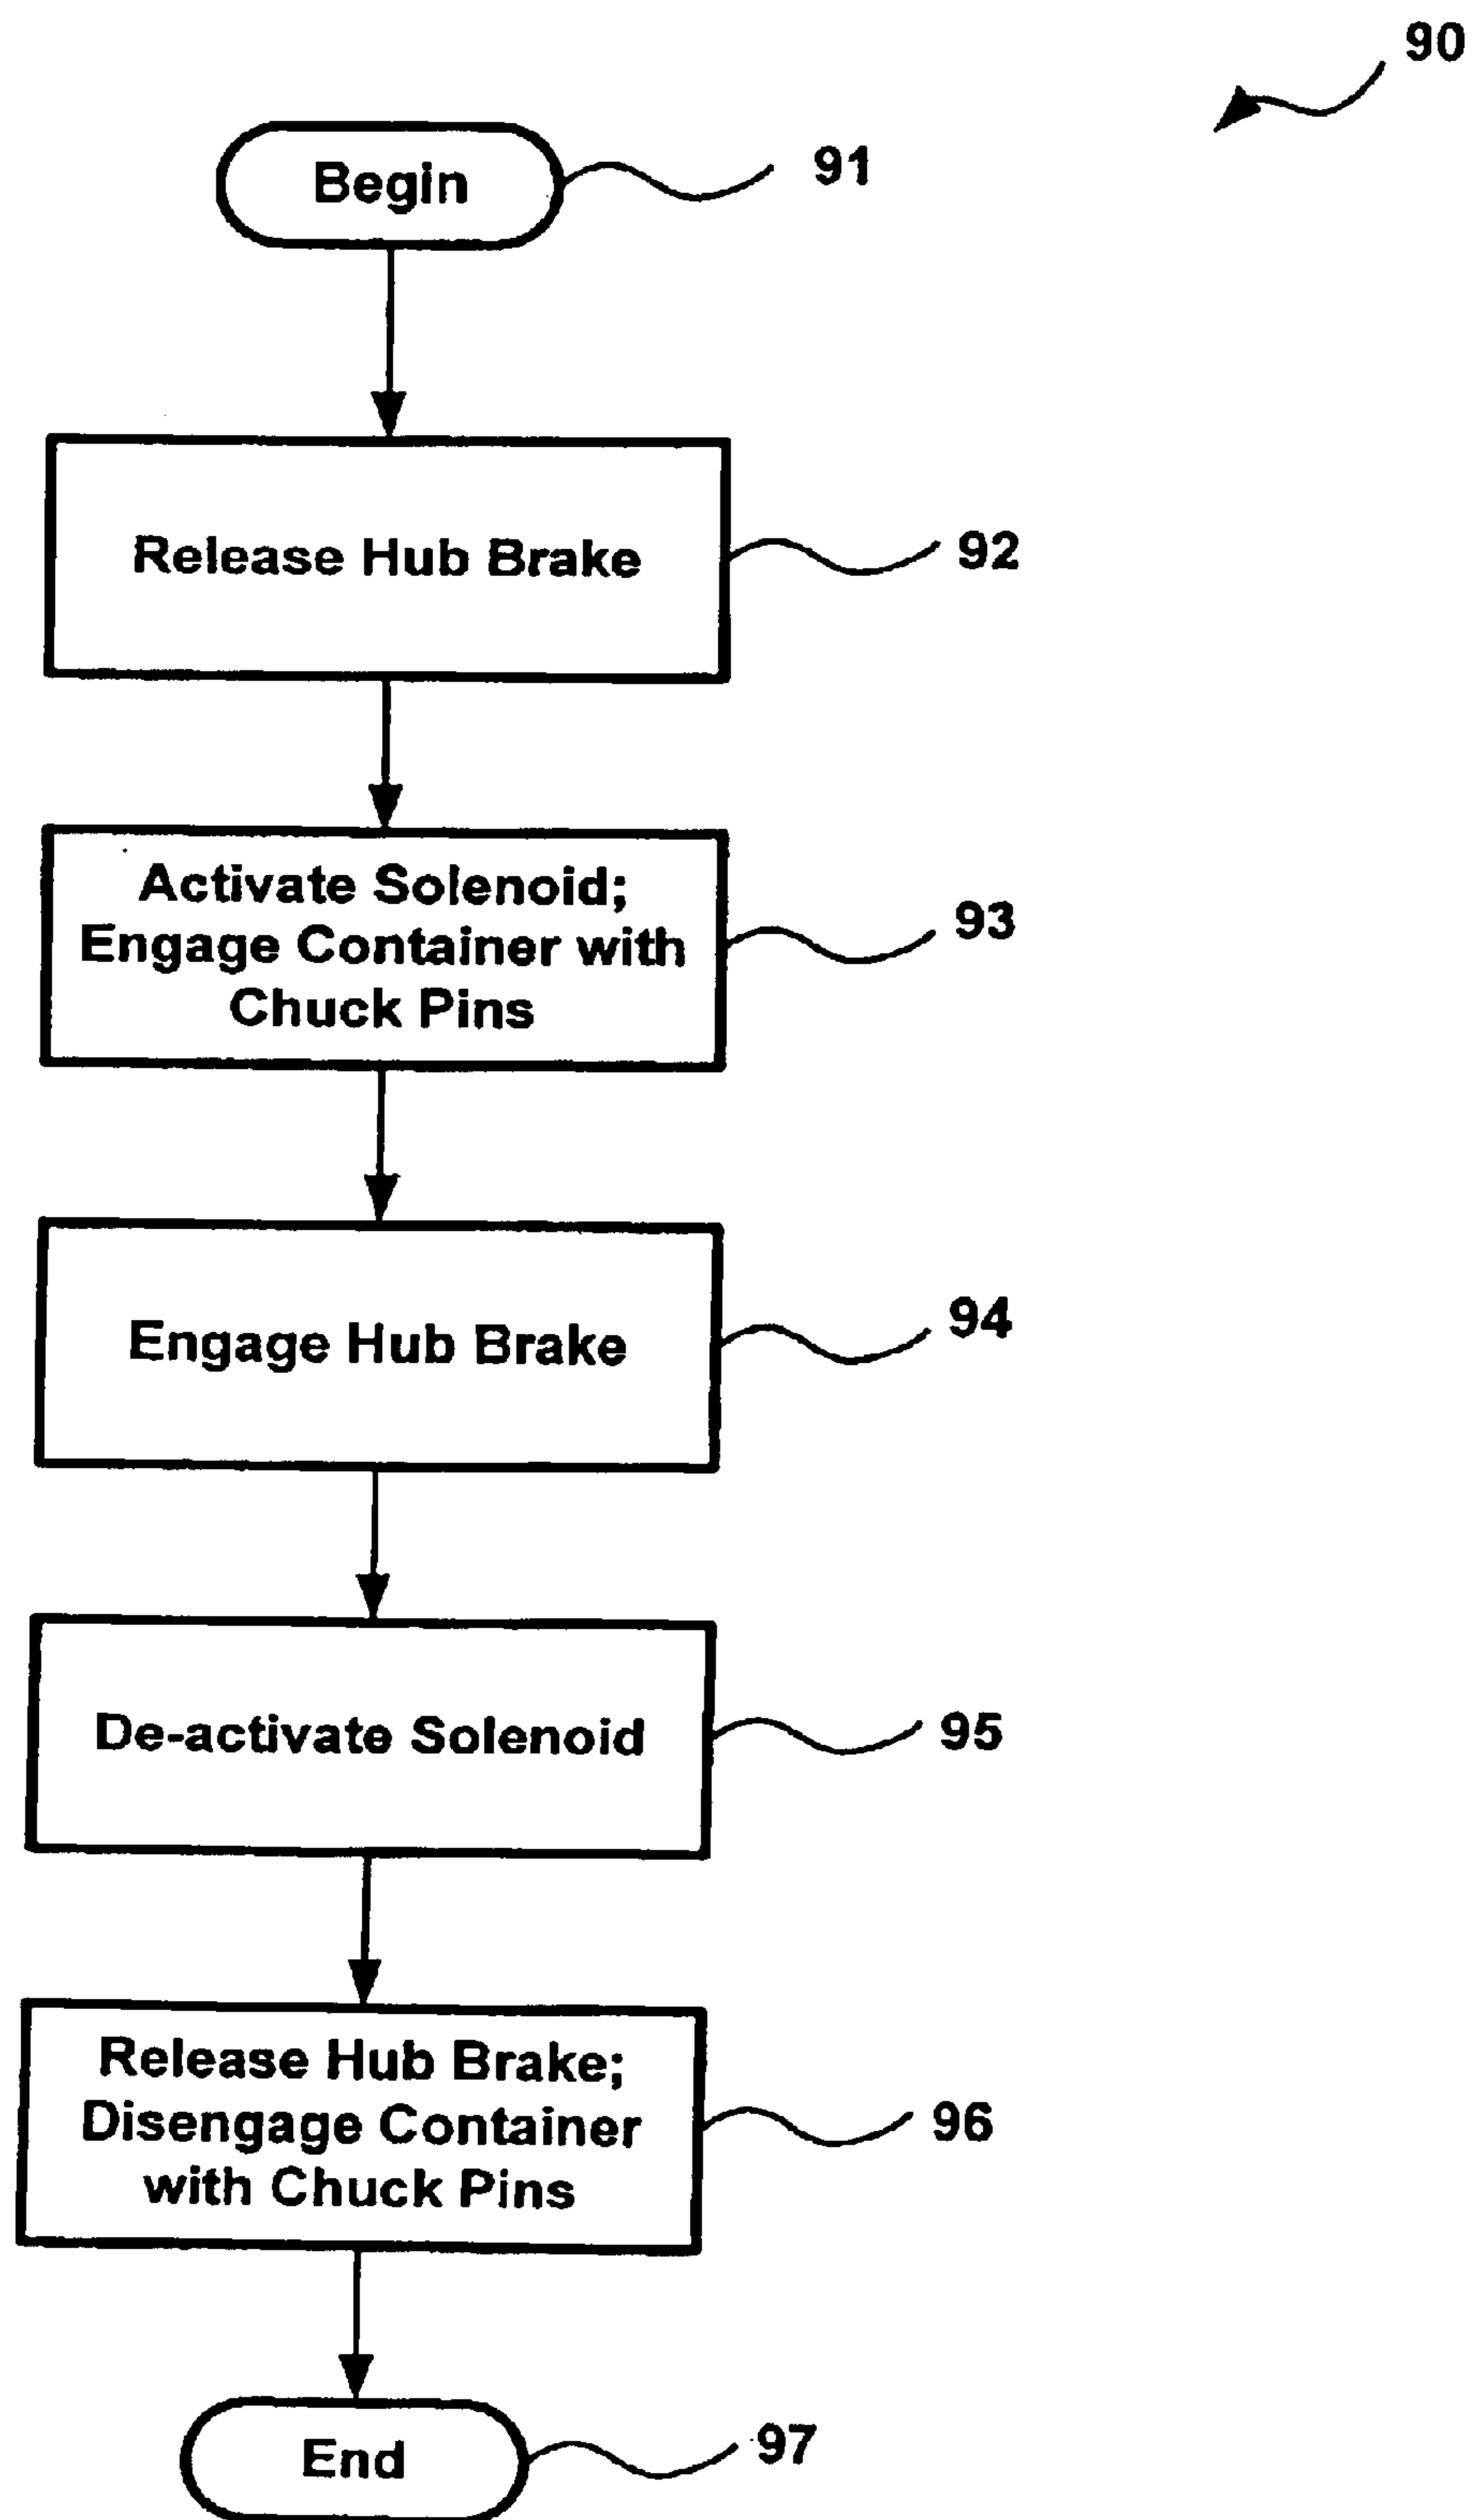 90
Begin
91
Release Hub Brake
92
Activate Solenoid;
Engage Container with
Chuck Pins
93
Engage Hub Brake
94
De-activate Solenoid
95
Release Hub Brake;
Disengage Container
with Chuck Pins
96
End
97